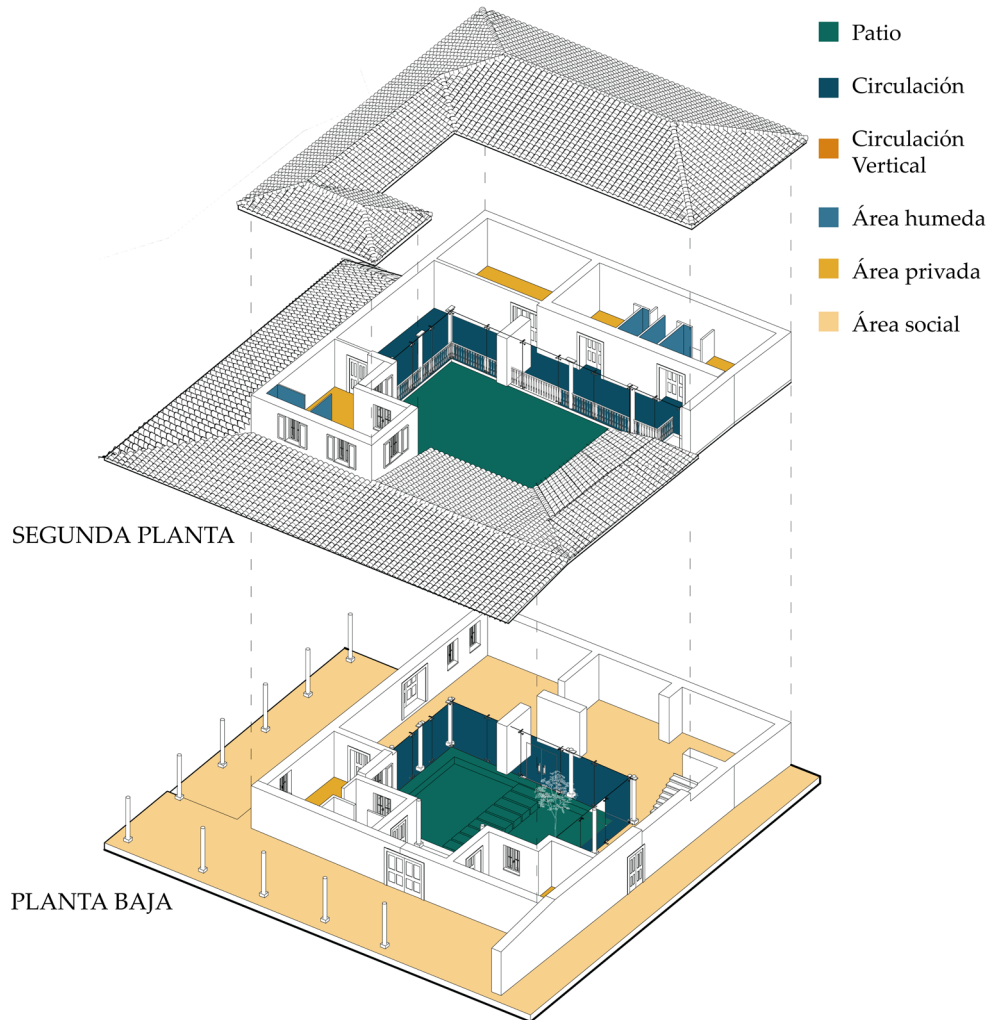 Patio
Circulación
Circulación
Vertical
Área humeda
Área privada
Área social
SEGUNDA PLANTA
PLANTA BAJA